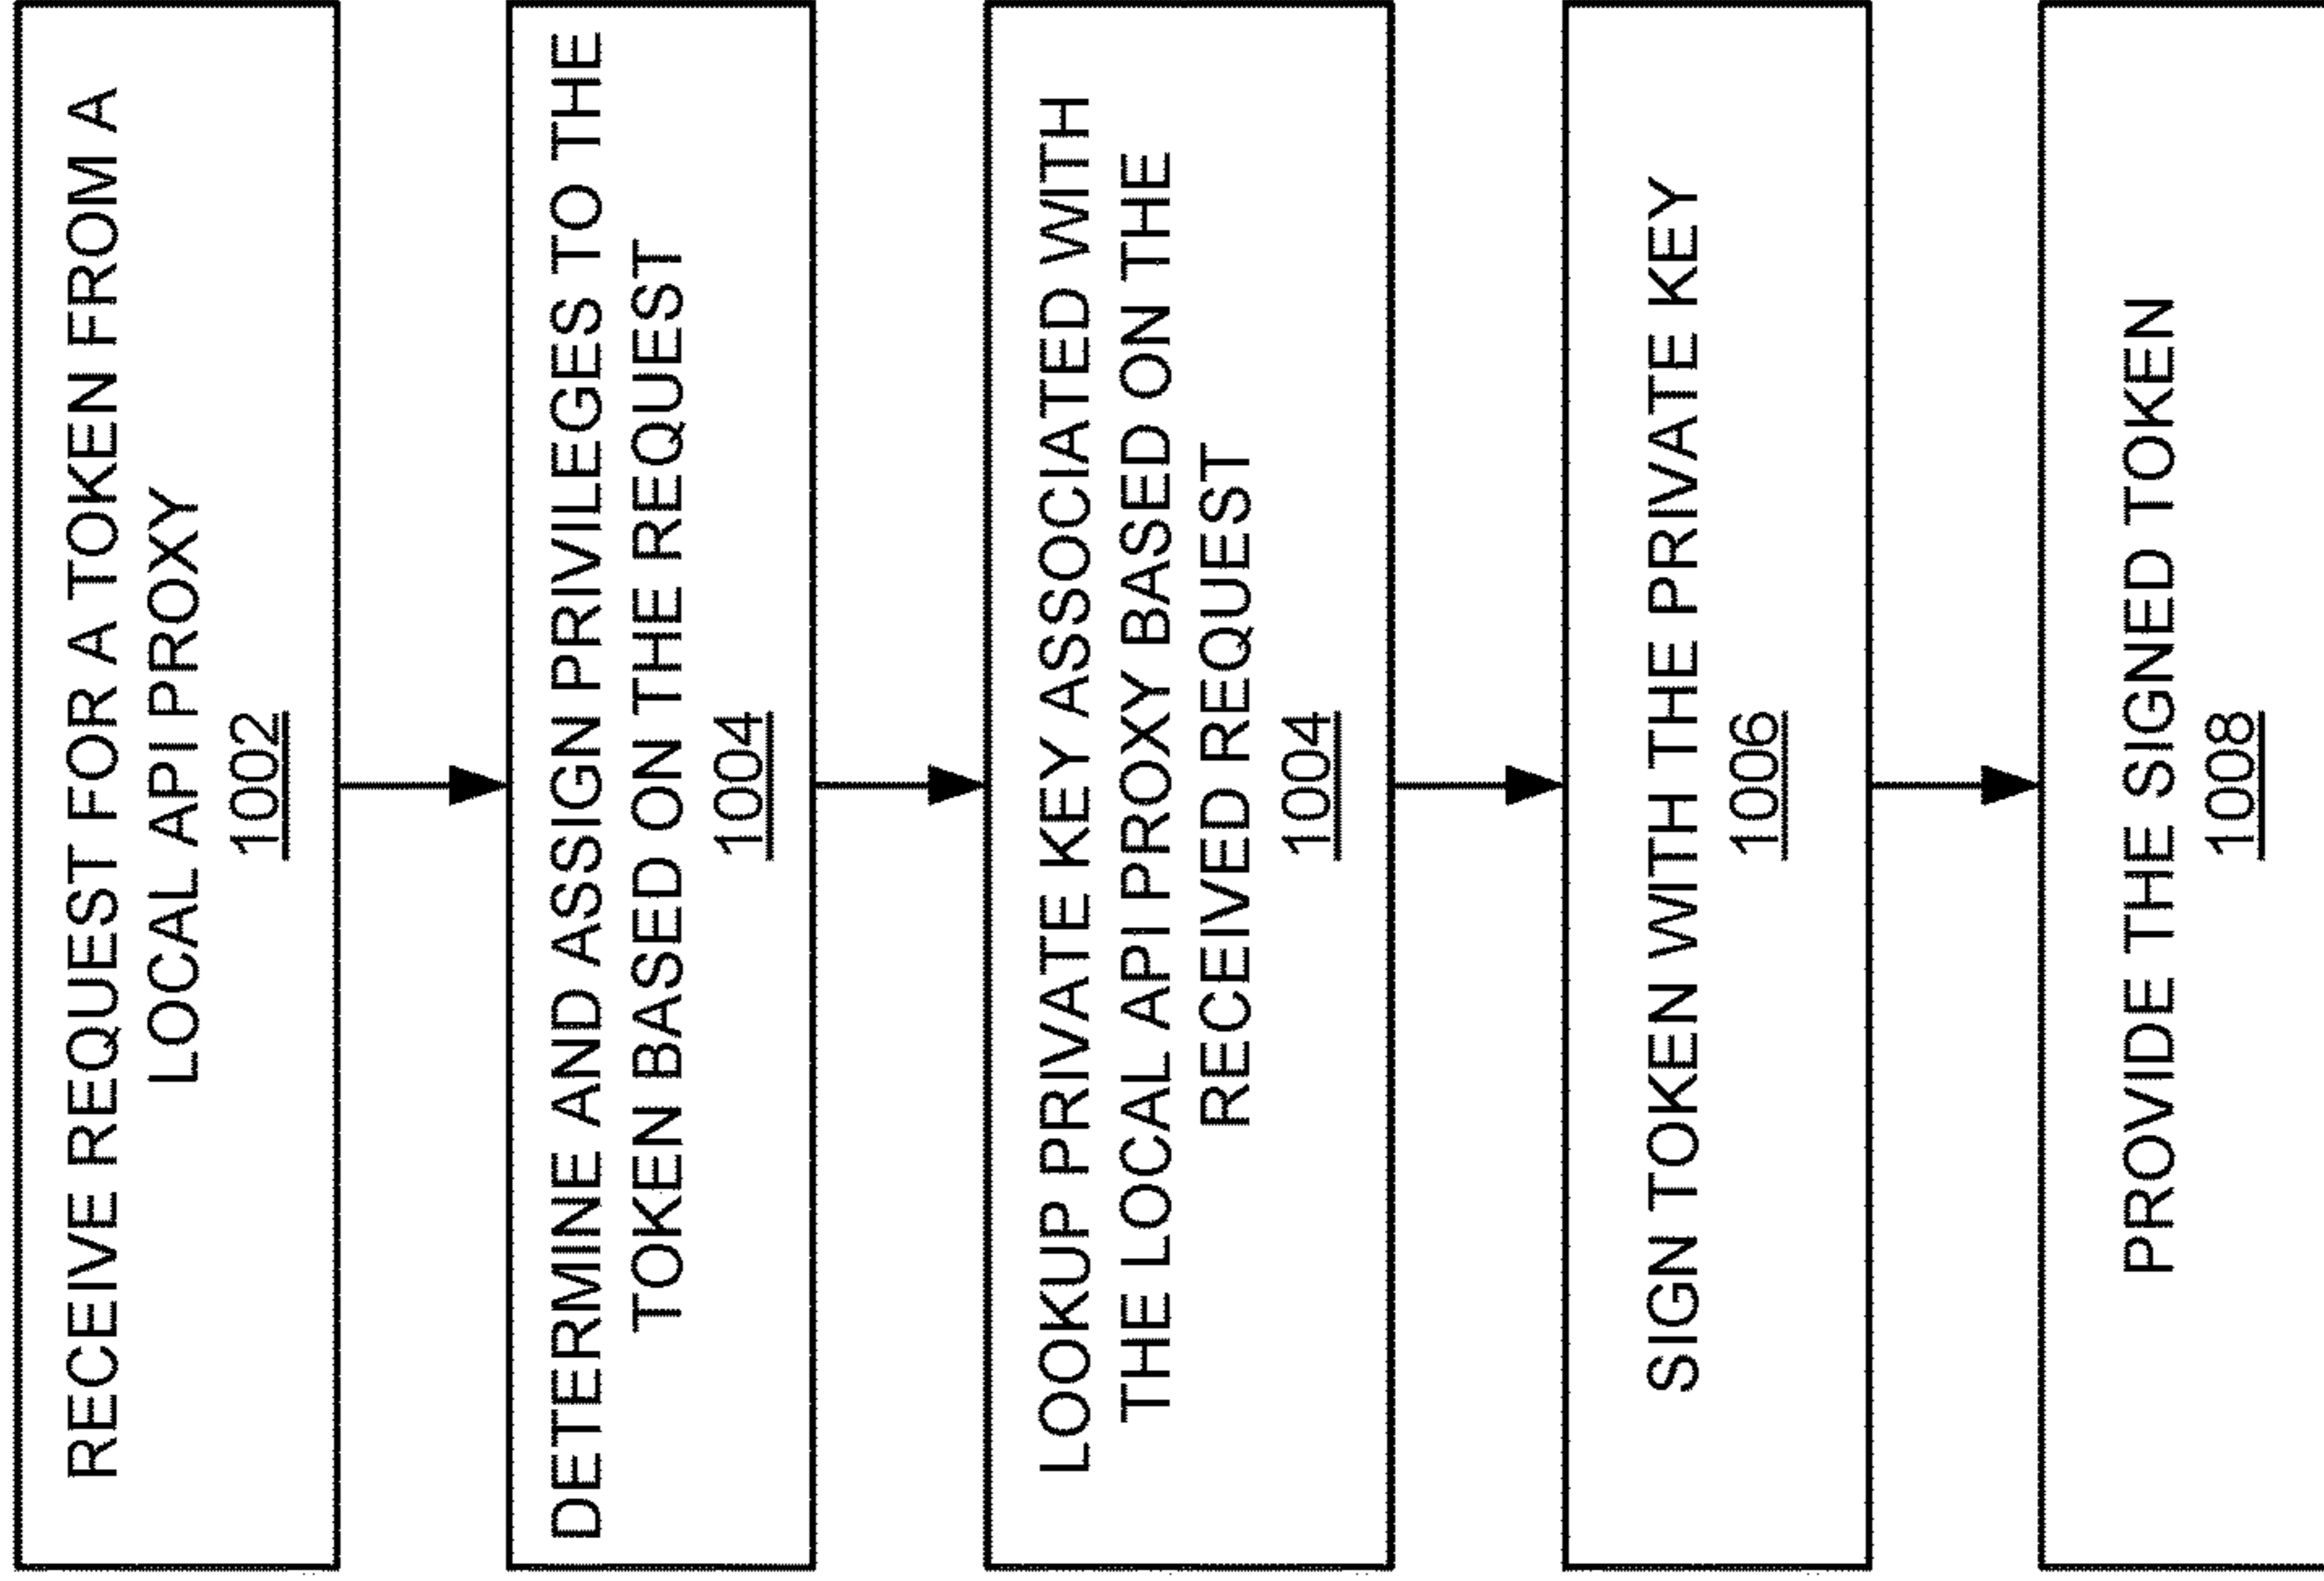 RECEIVE REQUEST FOR A TOKEN FROM A
LOCAL API PROXY
1002
DETERMINE AND ASSIGN PRIVILEGES TO THE
TOKEN BASED ON THE REQUEST
1004
LOOKUP PRIVATE KEY ASSOCIATED WITH
THE LOCAL API PROXY BASED ON THE
RECEIVED REQUEST
1004
SIGN TOKEN WITH THE PRIVATE KEY
1006
PROVIDE THE SIGNED TOKEN
1008